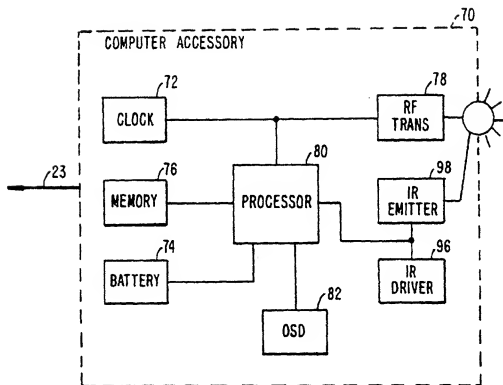 70
COMPUTER ACCESSORY
72
CLOCK
78
RF
TRANS
80
PROCESSOR
76
MEMORY
98
IR
EMITTER
23
74
BATTERY
96
IR
DRIVER
82
OSD